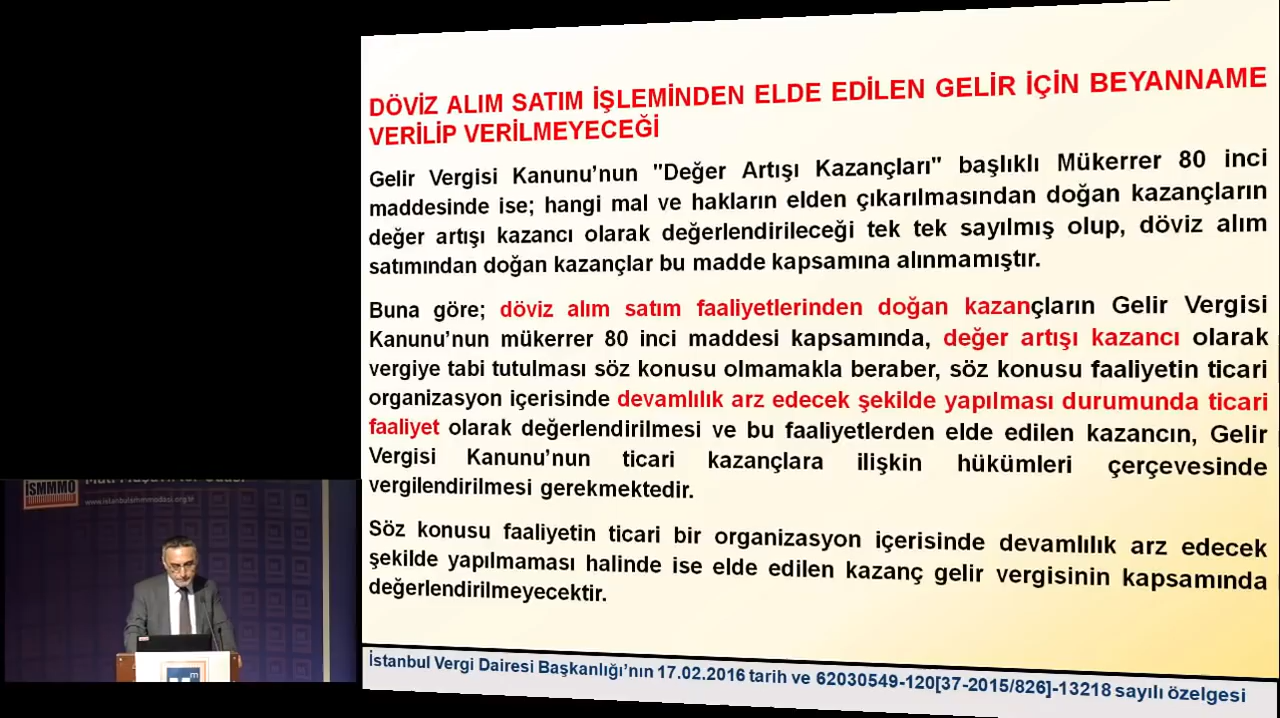 DÖVİZ ALIM SATIM İŞLEMİNDEN ELDE EDİLEN GELİR İÇİN BEYANNAME
VERİLİP VERİLMEYECEĞİ
Gelir Vergisi Kanunu’nun "Değer Artışı Kazançları" başlıklı Mükerrer 80 inci
maddesinde ise; hangi mal ve hakların elden çıkarılmasından doğan kazançların
değer artışı kazancı olarak değerlendirileceği tek tek sayılmış olup, döviz alım
satımından doğan kazançlar bu madde kapsamına alınmamıştır.
Buna göre; döviz alım satım faaliyetlerinden doğan kazançların Gelir Vergisi
Kanunu’nun mükerrer 80 inci maddesi kapsamında, değer artışı kazancı olarak
vergiye tabi tutulması söz konusu olmamakla beraber, söz konusu faaliyetin ticari
organizasyon içerisinde devamlılık arz edecek şekilde yapılması durumunda ticari
faaliyet olarak değerlendirilmesi ve bu faaliyetlerden elde edilen kazancın, Gelir
Vergisi Kanunu’nun ticari kazançlara ilişkin hükümleri çerçevesinde
vergilendirilmesi gerekmektedir.
Söz konusu faaliyetin ticari bir organizasyon içerisinde devamlılık arz edecek
şekilde yapılmaması halinde ise elde edilen kazanç gelir vergisinin kapsamında
değerlendirilmeyecektir.
İstanbul Vergi Dairesi Başkanlığı’nın 17.02.2016 tarih ve 62030549-120[37-2015/826]-13218 sayılı özelgesi
İSMMMO
www.istanbulsmmmodasi.org.tr